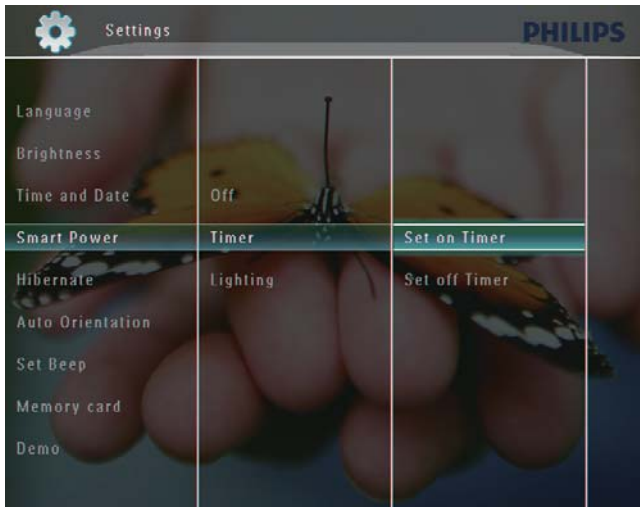 Settings
PHILIPS
Language
Brightness
Time and Date
Off
Smart Power
Timer
Set on Timer
Hibernate
Lighting
Set off Timer
Auto Orientation
Set Beep
Memory card
Demo